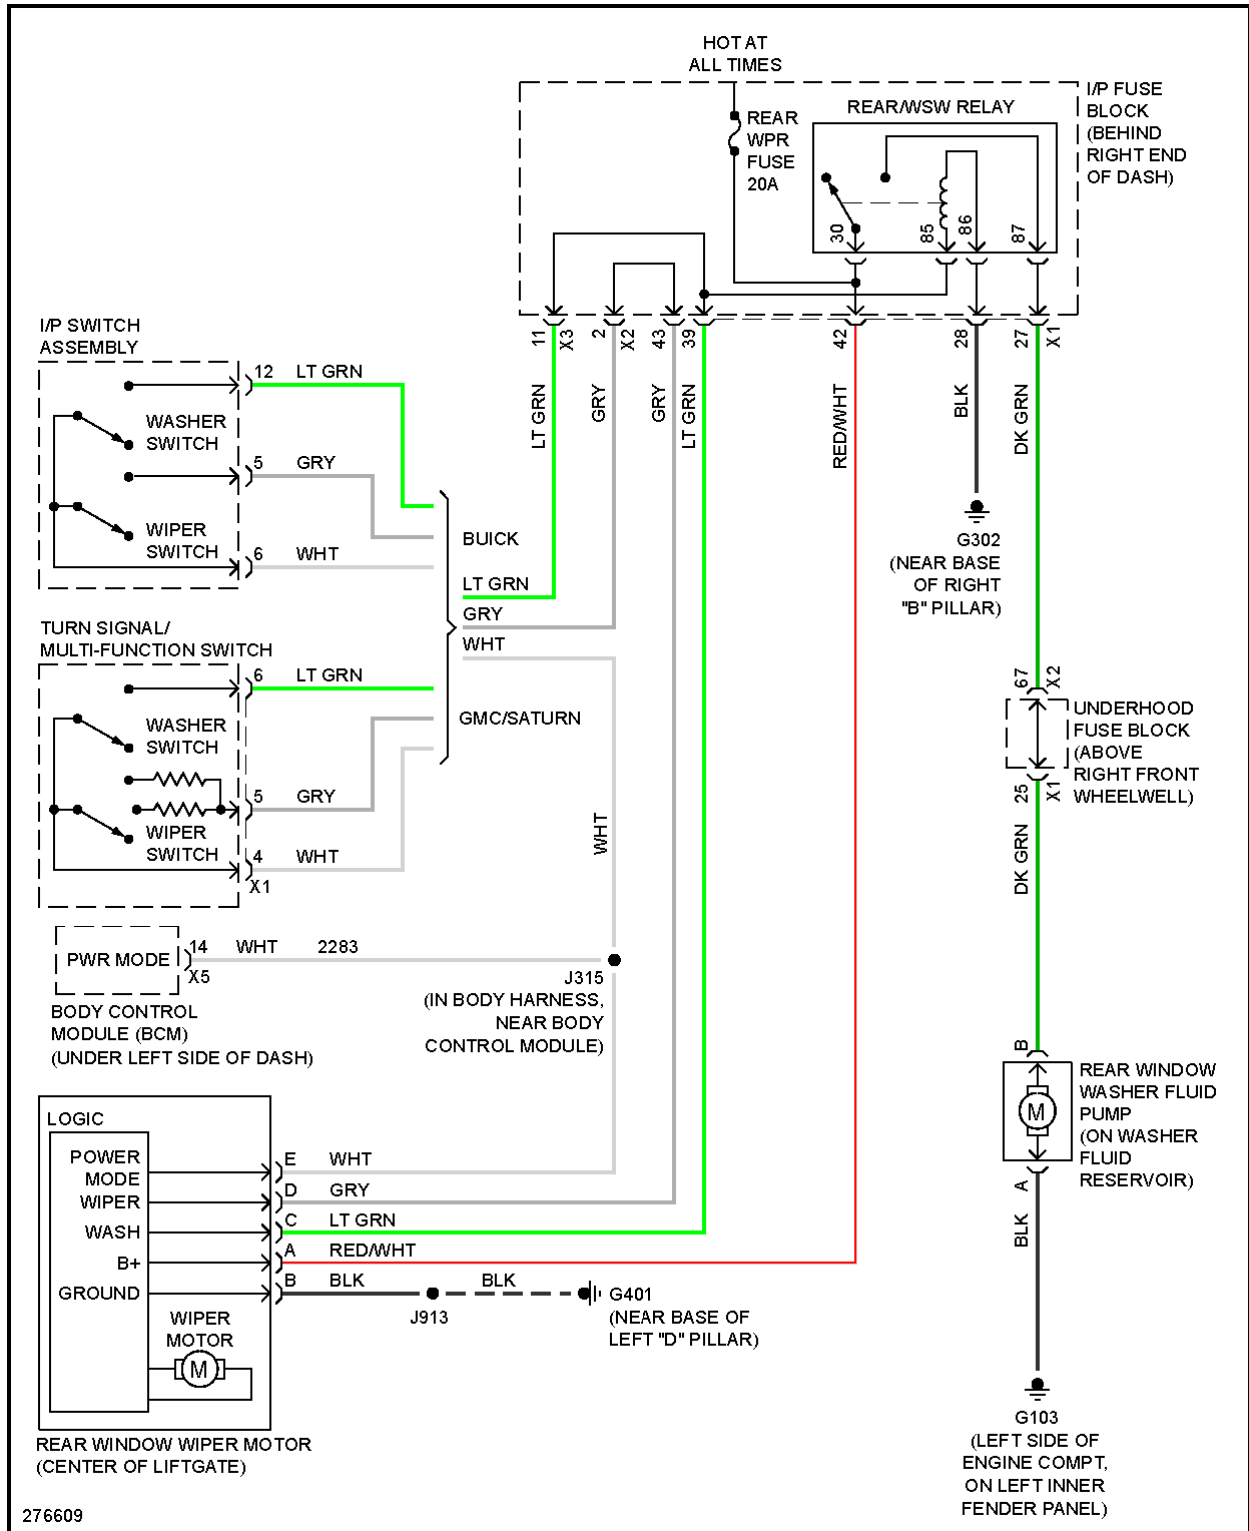 HOT AT
ALL TIMES
I/P FUSE
BLOCK
(BEHIND
RIGHT END
OF DASH)
REAR/WSW RELAY
REAR
WPR
FUSE
20A
30
85
86
87
11
X3
2
X2
43
39
42
28
27
X1
LT GRN
GRY
GRY
LT GRN
RED/WHT
BLK
DK GRN
I/P SWITCH
ASSEMBLY
12
LT GRN
WASHER
SWITCH
5
GRY
WIPER
SWITCH
6
WHT
BUICK
LT GRN
GRY
WHT
GMC/SATURN
G302
(NEAR BASE
OF RIGHT
"B" PILLAR)
TURN SIGNAL/
MULTI-FUNCTION SWITCH
6
LT GRN
WASHER
SWITCH
5
GRY
WIPER
SWITCH
4
WHT
X1
WHT
67
X2
UNDERHOOD
FUSE BLOCK
(ABOVE
RIGHT FRONT
WHEELWELL)
25
X1
DK GRN
PWR MODE
14
WHT
2283
X5
BODY CONTROL
MODULE (BCM)
(UNDER LEFT SIDE OF DASH)
J315
(IN BODY HARNESS,
NEAR BODY
CONTROL MODULE)
B
REAR WINDOW
WASHER FLUID
PUMP
(ON WASHER
FLUID
RESERVOIR)
M
A
BLK
LOGIC
POWER
MODE
E
WHT
WIPER
D
GRY
WASH
C
LT GRN
B+
A
RED/WHT
GROUND
B
BLK
BLK
J913
G401
(NEAR BASE OF
LEFT "D" PILLAR)
WIPER
MOTOR
M
REAR WINDOW WIPER MOTOR
(CENTER OF LIFTGATE)
G103
(LEFT SIDE OF
ENGINE COMPT,
ON LEFT INNER
FENDER PANEL)
276609